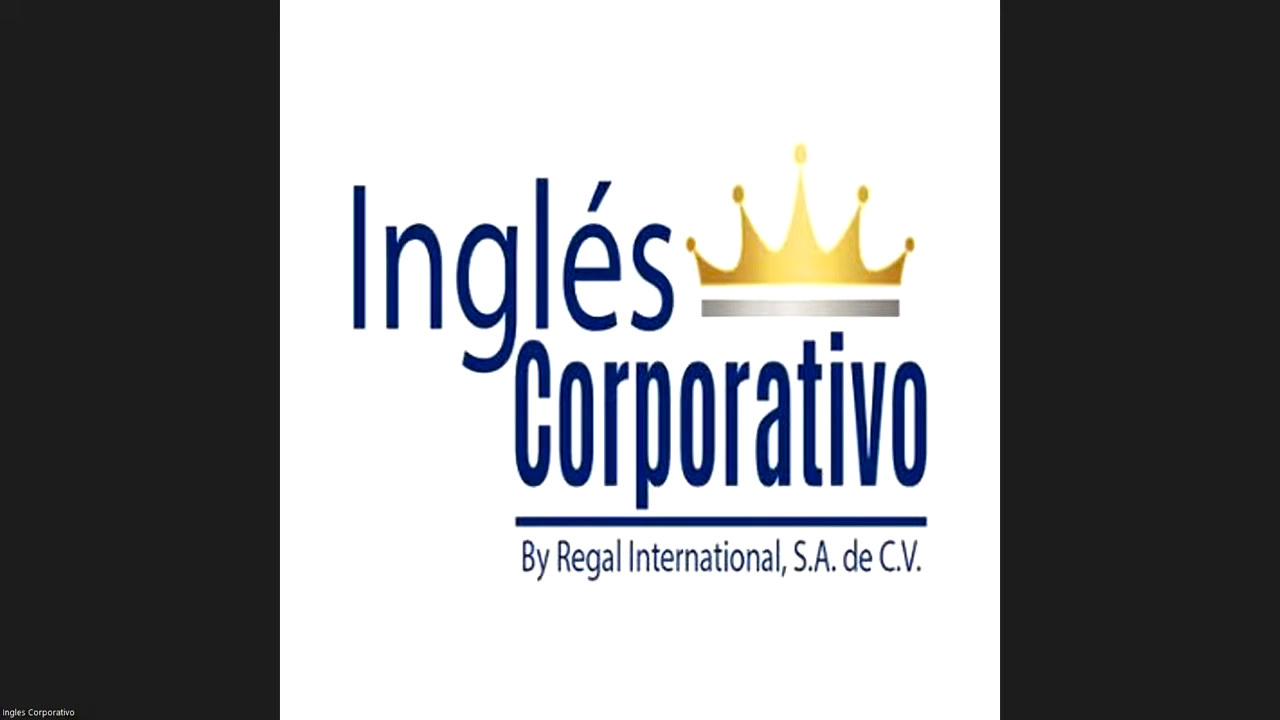 Inglés
Corporativo
By Regal International, S.A. de C.V.
Ingles Corporativo